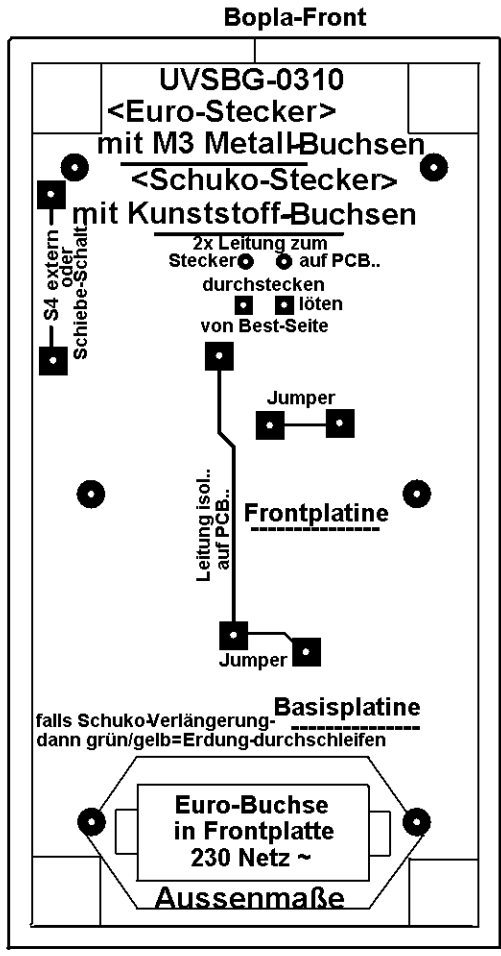 Bopla-Front
UVSBG-0310
<Euro-Stecker>
mit M3 Metall-Buchsen
<Schuko-Stecker>
mit Kunststoff-Buchsen
2x Leitung zum
Stecker auf PCB..
durchstecken
löten
von Best-Seite
S4 extern
oder
Schiebe-Schalt.
Jumper
Leitung isol..
auf PCB..
Frontplatine
Jumper
Basisplatine
falls Schuko-Verlängerung-
dann grün/gelb=Erdung-durchschleifen
Euro-Buchse
in Frontplatte
230 Netz ~
Aussenmaße